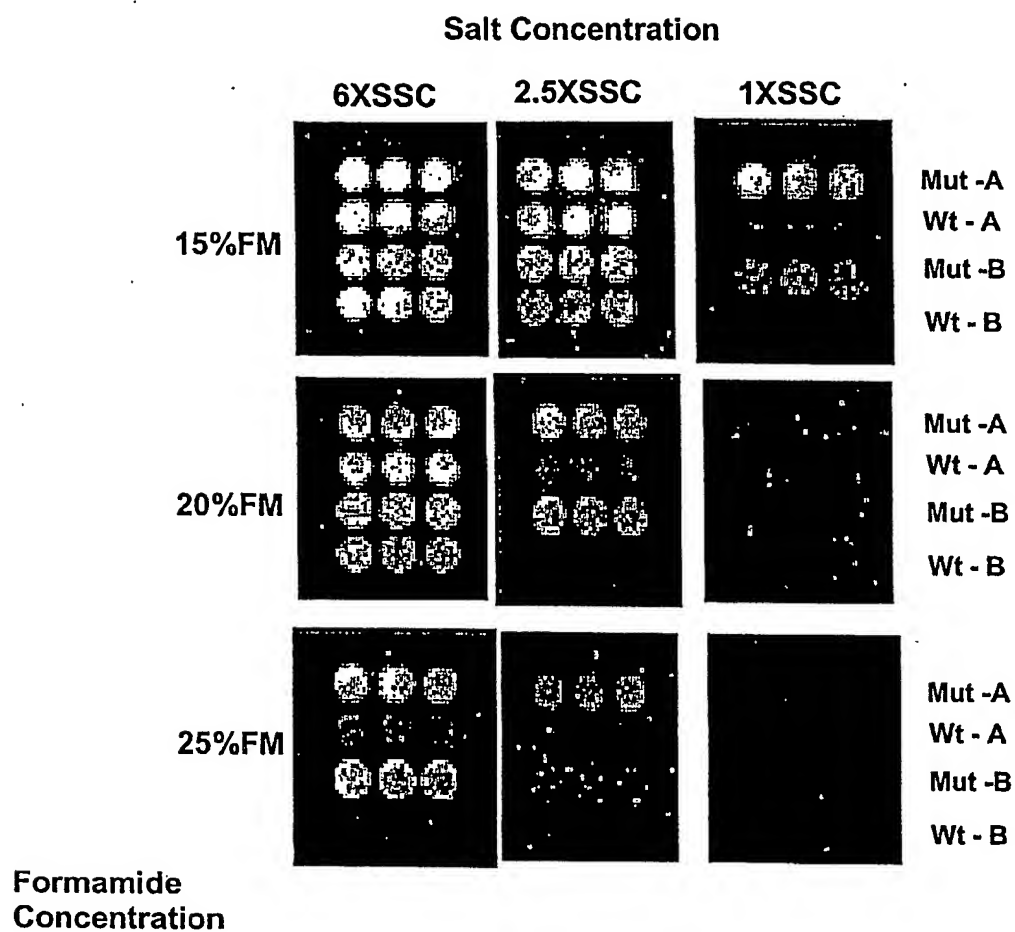 Salt Concentration
6XSSC 2.5XSSC 1XSSC
15%FM
Mut -A
Wt - A
Mut -B
Wt - B
20%FM
Mut -A
Wt - A
Mut -B
Wt - B
25%FM
Mut -A
Wt - A
Mut -B
Wt - B
Formamide
Concentration